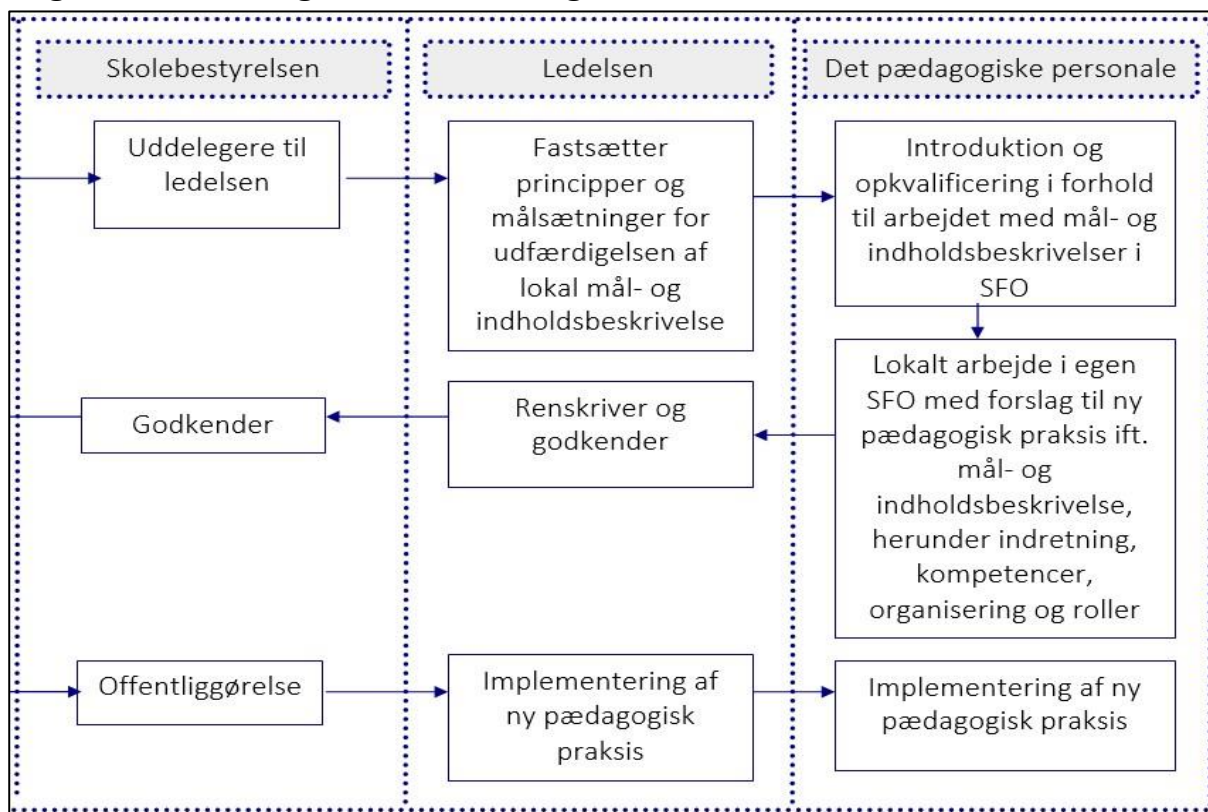 Skolebestyrelsen
Ledelsen
Det pædagogiske personale
Uddelegere til
ledelsen
Fastsætter
principper og
målsætninger for
udfærdigelsen af
lokal mål- og
indholdsbeskrivelse
Introduktion og
opkvalificering i forhold
til arbejdet med mål- og
indholdsbeskrivelser i
SFO
Godkender
Renskriver og
godkender
Lokalt arbejde i egen
SFO med forslag til ny
pædagogisk praksis ift.
mål- og
indholdsbeskrivelse,
herunder indretning,
kompetencer,
organisering og roller
Offentliggørelse
Implementering af
ny pædagogisk
praksis
Implementering af ny
pædagogisk praksis